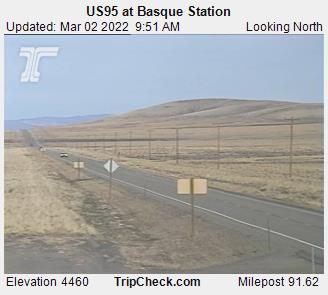 US95 at Basque Station
Updated: Mar 02 2022 9:51 AM Looking North
Elevation 4460 TripCheck.com Milepost 91.62